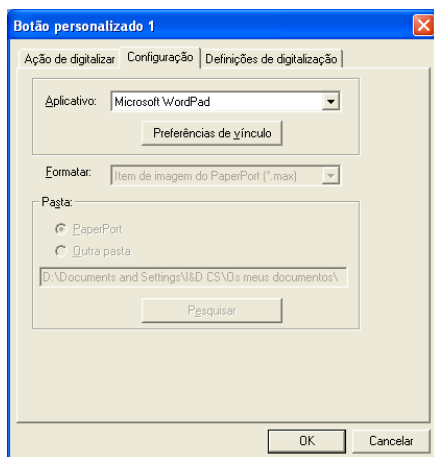 Botão personalizado 1
Ação de digitalizar Configuração Definições de digitalização
Aplicativo: Microsoft WordPad
Preferências de vínculo
Formatar: Item de imagem do PaperPort (*.max)
Pasta:
PaperPort
Outra pasta
D:\Documents and Settings\I&D CS\Os meus documentos\
Pesquisar
OK Cancelar